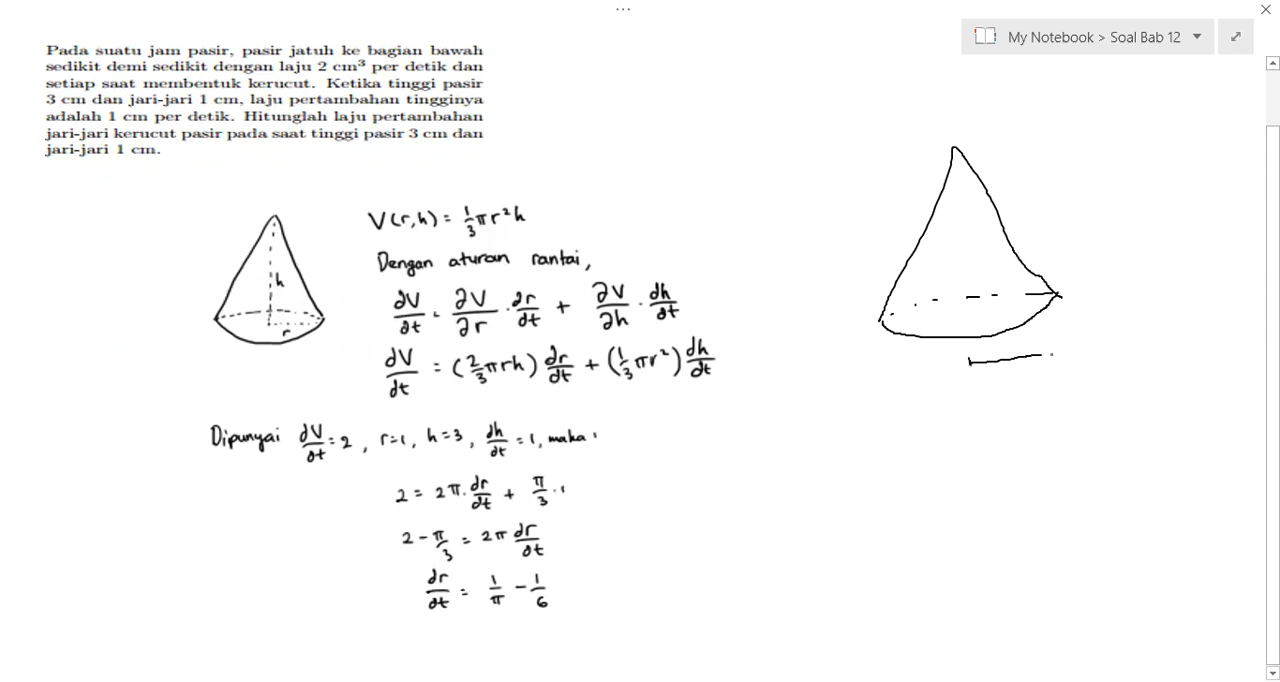 ...
My Notebook > Soal Bab 12
Pada suatu jam pasir, pasir jatuh ke bagian bawah
sedikit demi sedikit dengan laju 2 cm³ per detik dan
setiap saat membentuk kerucut. Ketika tinggi pasir
3 cm dan jari-jari 1 cm, laju pertambahan tingginya
adalah 1 cm per detik. Hitunglah laju pertambahan
jari-jari kerucut pasir pada saat tinggi pasir 3 cm dan
jari-jari 1 cm.
h
r
V(r,h) = 1/3 πr²h
Dengan aturan rantai,
∂V/∂t = ∂V/∂r · ∂r/∂t + ∂V/∂h · dh/∂t
dV/dt = (2/3 πrh) dr/dt + (1/3 πr²) dh/dt
Dipunyai dV/dt = 2, r=1, h=3, dh/dt = 1, maka,
2 = 2π. dr/dt + π/3 · 1
2 - π/3 = 2π dr/dt
dr/dt = 1/π - 1/6